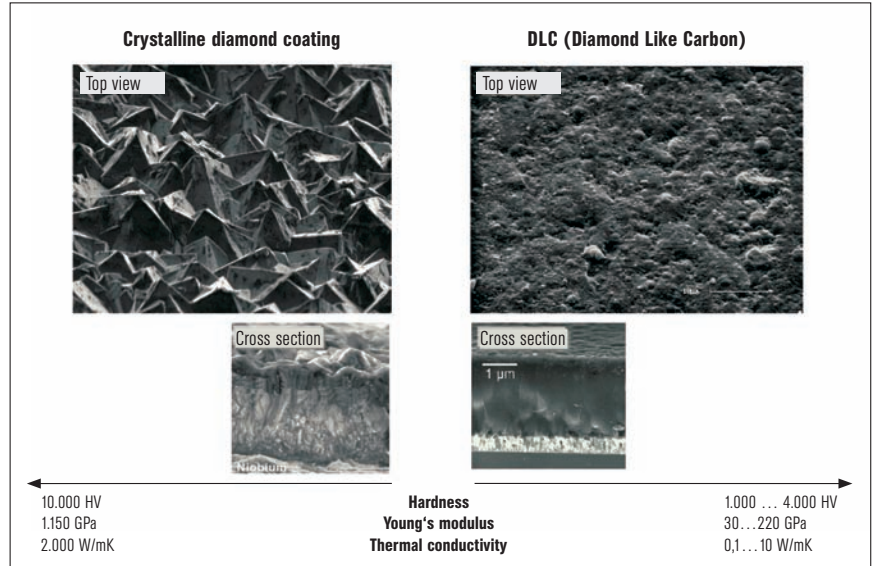 Crystalline diamond coating
DLC (Diamond Like Carbon)
Top view
Top view
Cross section
Cross section
1 µm
Niobium
10.000 HV Hardness 1.000 ... 4.000 HV
1.150 GPa Young‘s modulus 30...220 GPa
2.000 W/mK Thermal conductivity 0,1...10 W/mK